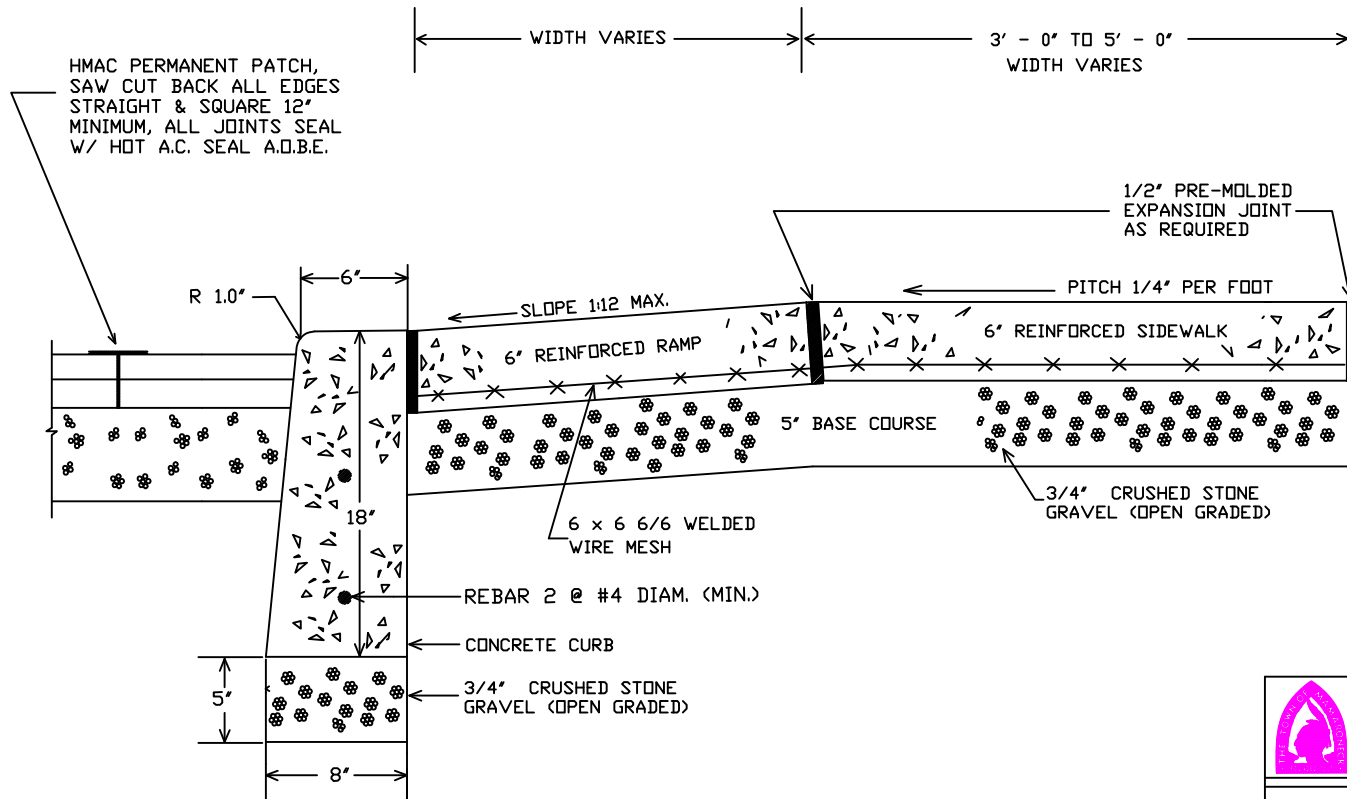 WIDTH VARIES
3' - 0" TO 5' - 0"
WIDTH VARIES
HMAC PERMANENT PATCH,
SAW CUT BACK ALL EDGES
STRAIGHT & SQUARE 12"
MINIMUM, ALL JOINTS SEAL
W/ HOT A.C. SEAL A.O.B.E.
1/2" PRE-MOLDED
EXPANSION JOINT
AS REQUIRED
6"
R 1.0"
SLOPE 1:12 MAX.
PITCH 1/4" PER FOOT
6" REINFORCED RAMP
6" REINFORCED SIDEWALK
5" BASE COURSE
18"
3/4" CRUSHED STONE
GRAVEL (OPEN GRADED)
6 x 6 6/6 WELDED
WIRE MESH
REBAR 2 @ #4 DIAM. (MIN.)
CONCRETE CURB
5"
3/4" CRUSHED STONE
GRAVEL (OPEN GRADED)
8"
THE TOWN OF MAMARONECK